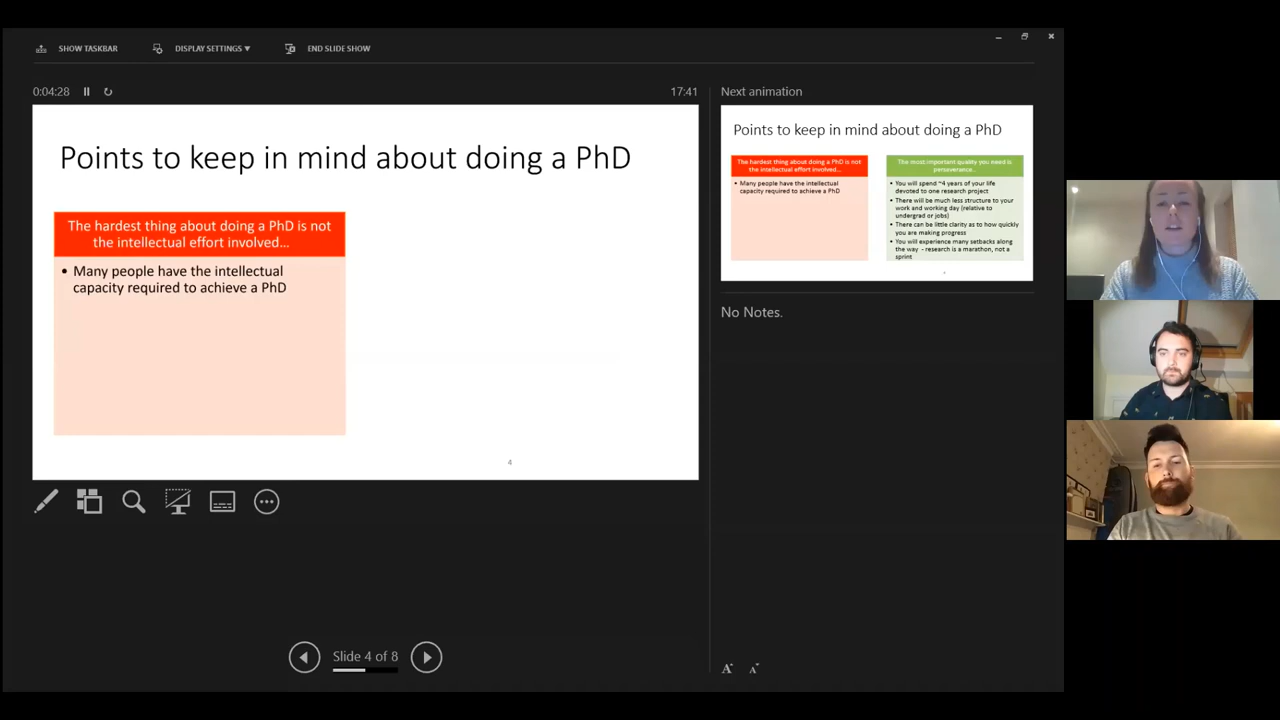 SHOW TASKBAR
DISPLAY SETTINGS ▼
END SLIDE SHOW
0:04:28
17:41
Points to keep in mind about doing a PhD
The hardest thing about doing a PhD is not
the intellectual effort involved...
• Many people have the intellectual
capacity required to achieve a PhD
4
Slide 4 of 8
Next animation
Points to keep in mind about doing a PhD
The hardest thing about doing a PhD is not
the intellectual effort involved...
• Many people have the intellectual
capacity required to achieve a PhD
The most important quality you need is
perseverance...
• You will spend ~4 years of your life
devoted to one research project
• There will be much less structure to your
work and working day (relative to
undergrad or jobs)
• There can be little clarity as to how quickly
you are making progress
• You will experience many setbacks along
the way - research is a marathon, not a
sprint
4
No Notes.
A
A